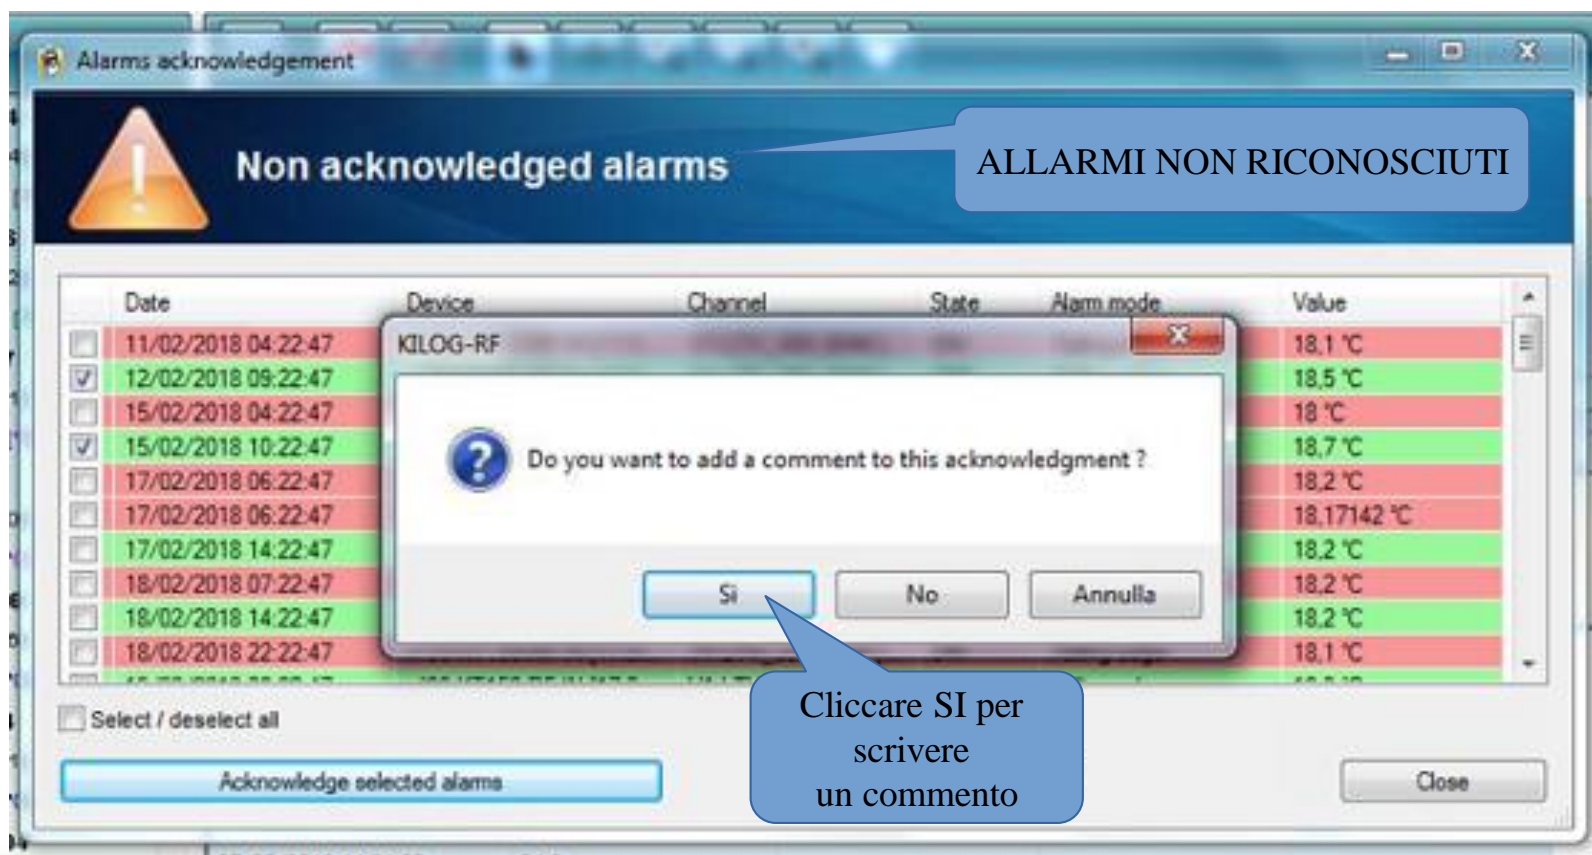 Alarms acknowledgement
Non acknowledged alarms
ALLARMI NON RICONOSCIUTI
Date Device Channel State Alarm mode Value
11/02/2018 04:22:47 18,1 °C
12/02/2018 09:22:47 18,5 °C
15/02/2018 04:22:47 18 °C
15/02/2018 10:22:47 18,7 °C
17/02/2018 06:22:47 18,2 °C
17/02/2018 06:22:47 18,17142 °C
17/02/2018 14:22:47 18,2 °C
18/02/2018 07:22:47 18,2 °C
18/02/2018 14:22:47 18,2 °C
18/02/2018 22:22:47 18,1 °C
KILOG-RF
Do you want to add a comment to this acknowledgment ?
Sì No Annulla
Cliccare SI per
scrivere
un commento
Select / deselect all
Acknowledge selected alarms
Close